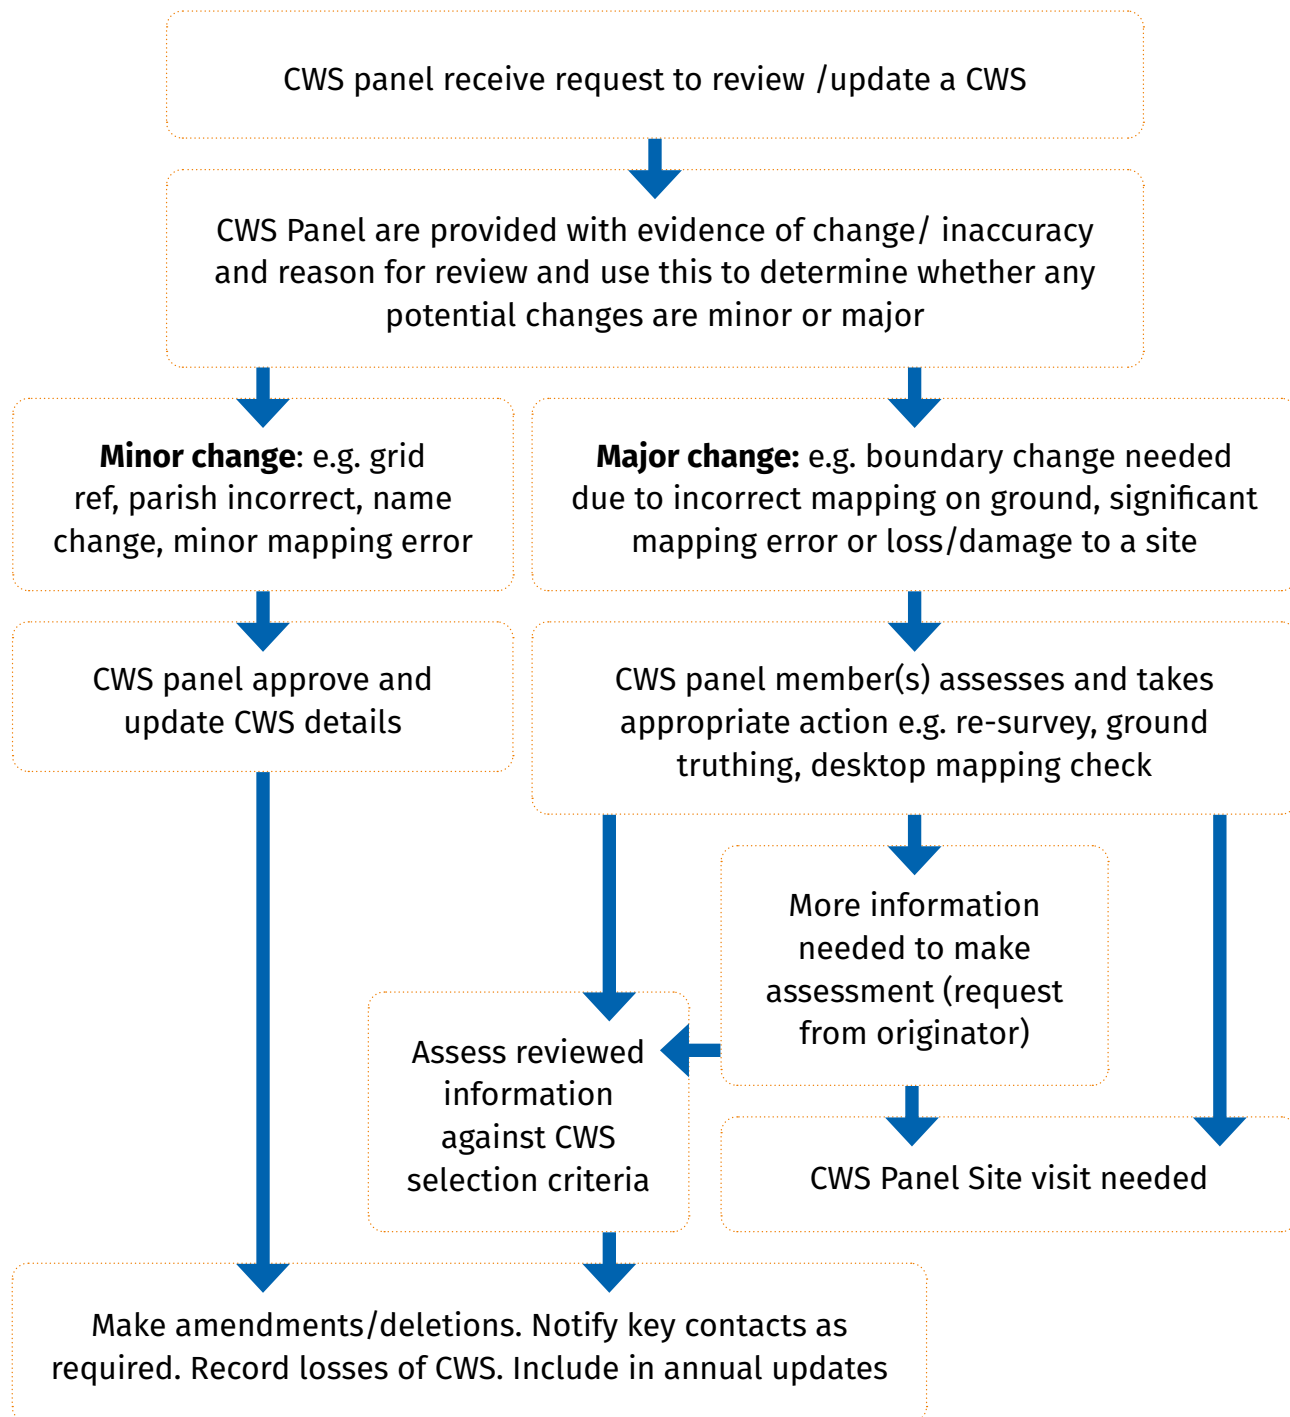 CWS panel receive request to review /update a CWS
CWS Panel are provided with evidence of change/ inaccuracy
and reason for review and use this to determine whether any
potential changes are minor or major
Minor change: e.g. grid
ref, parish incorrect, name
change, minor mapping error
Major change: e.g. boundary change needed
due to incorrect mapping on ground, significant
mapping error or loss/damage to a site
CWS panel approve and
update CWS details
CWS panel member(s) assesses and takes
appropriate action e.g. re-survey, ground
truthing, desktop mapping check
More information
needed to make
assessment (request
from originator)
Assess reviewed
information
against CWS
selection criteria
CWS Panel Site visit needed
Make amendments/deletions. Notify key contacts as
required. Record losses of CWS. Include in annual updates